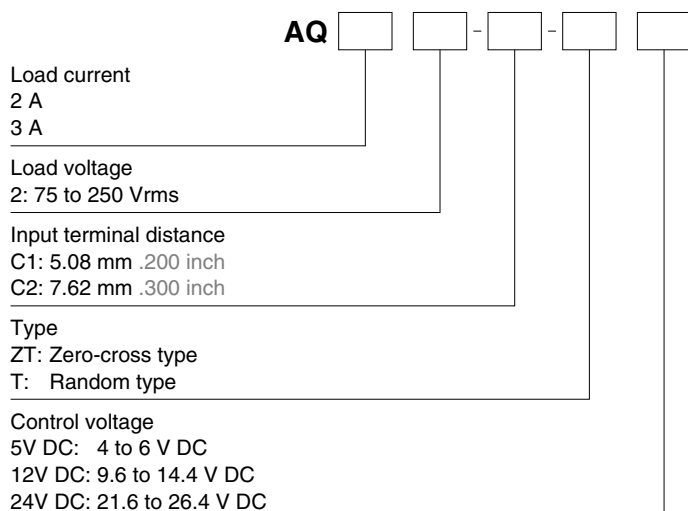 AQ - -
Load current
2 A
3 A
Load voltage
2: 75 to 250 Vrms
Input terminal distance
C1: 5.08 mm .200 inch
C2: 7.62 mm .300 inch
Type
ZT: Zero-cross type
T: Random type
Control voltage
5V DC: 4 to 6 V DC
12V DC: 9.6 to 14.4 V DC
24V DC: 21.6 to 26.4 V DC